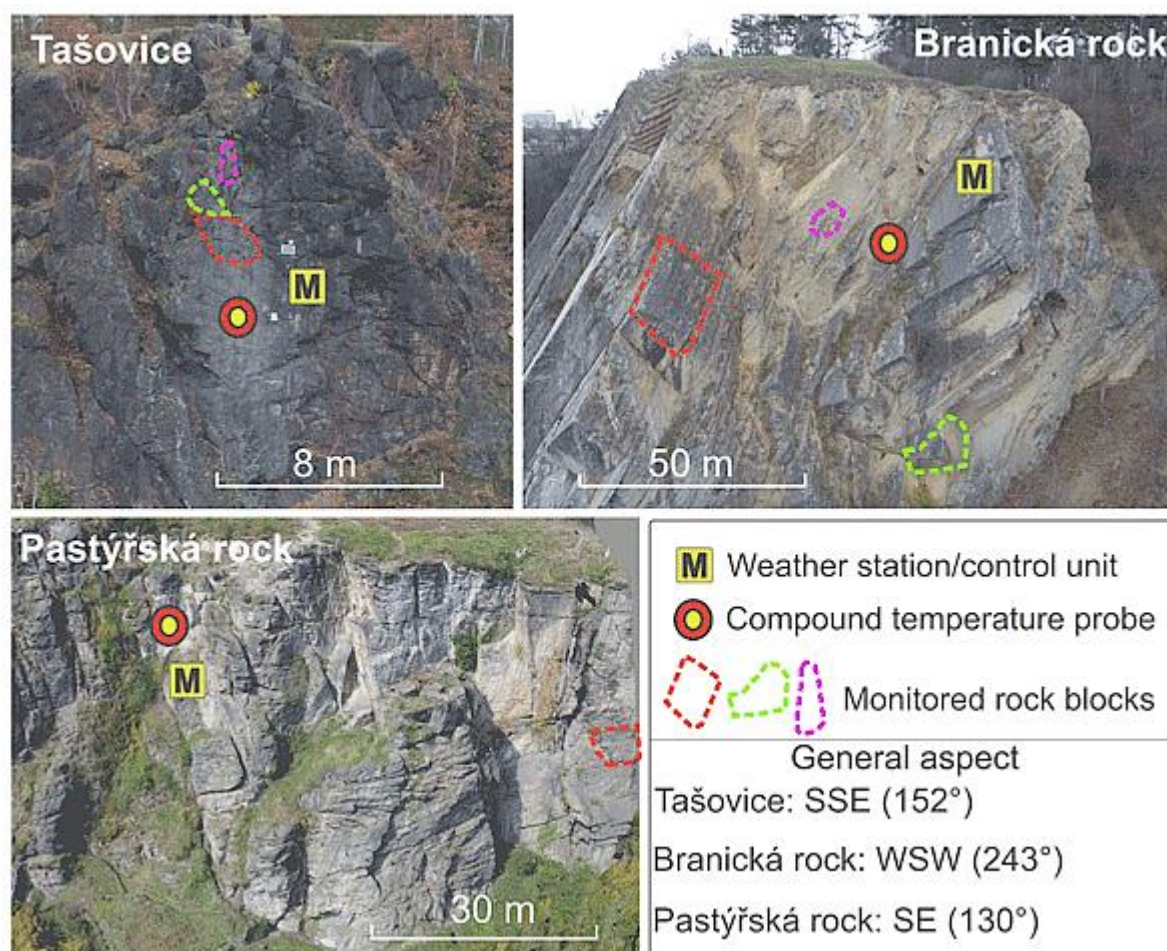 Tašovice
M
8 m
Branická rock
M
50 m
Pastýřská rock
M
30 m
M Weather station/control unit
Compound temperature probe
Monitored rock blocks
General aspect
Tašovice: SSE (152°)
Branická rock: WSW (243°)
Pastýřská rock: SE (130°)